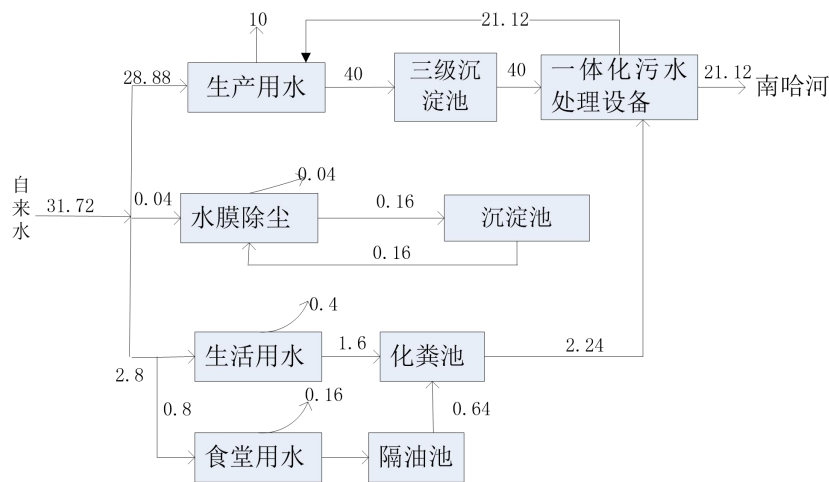 10
21.12
28.88
生产用水
40
三级沉
淀池
40
一体化污水
处理设备
21.12
南哈河
自
来
水
31.72
0.04
水膜除尘
0.04
0.16
沉淀池
0.16
0.4
生活用水
1.6
化粪池
2.24
2.8
0.8
0.16
0.64
食堂用水
隔油池